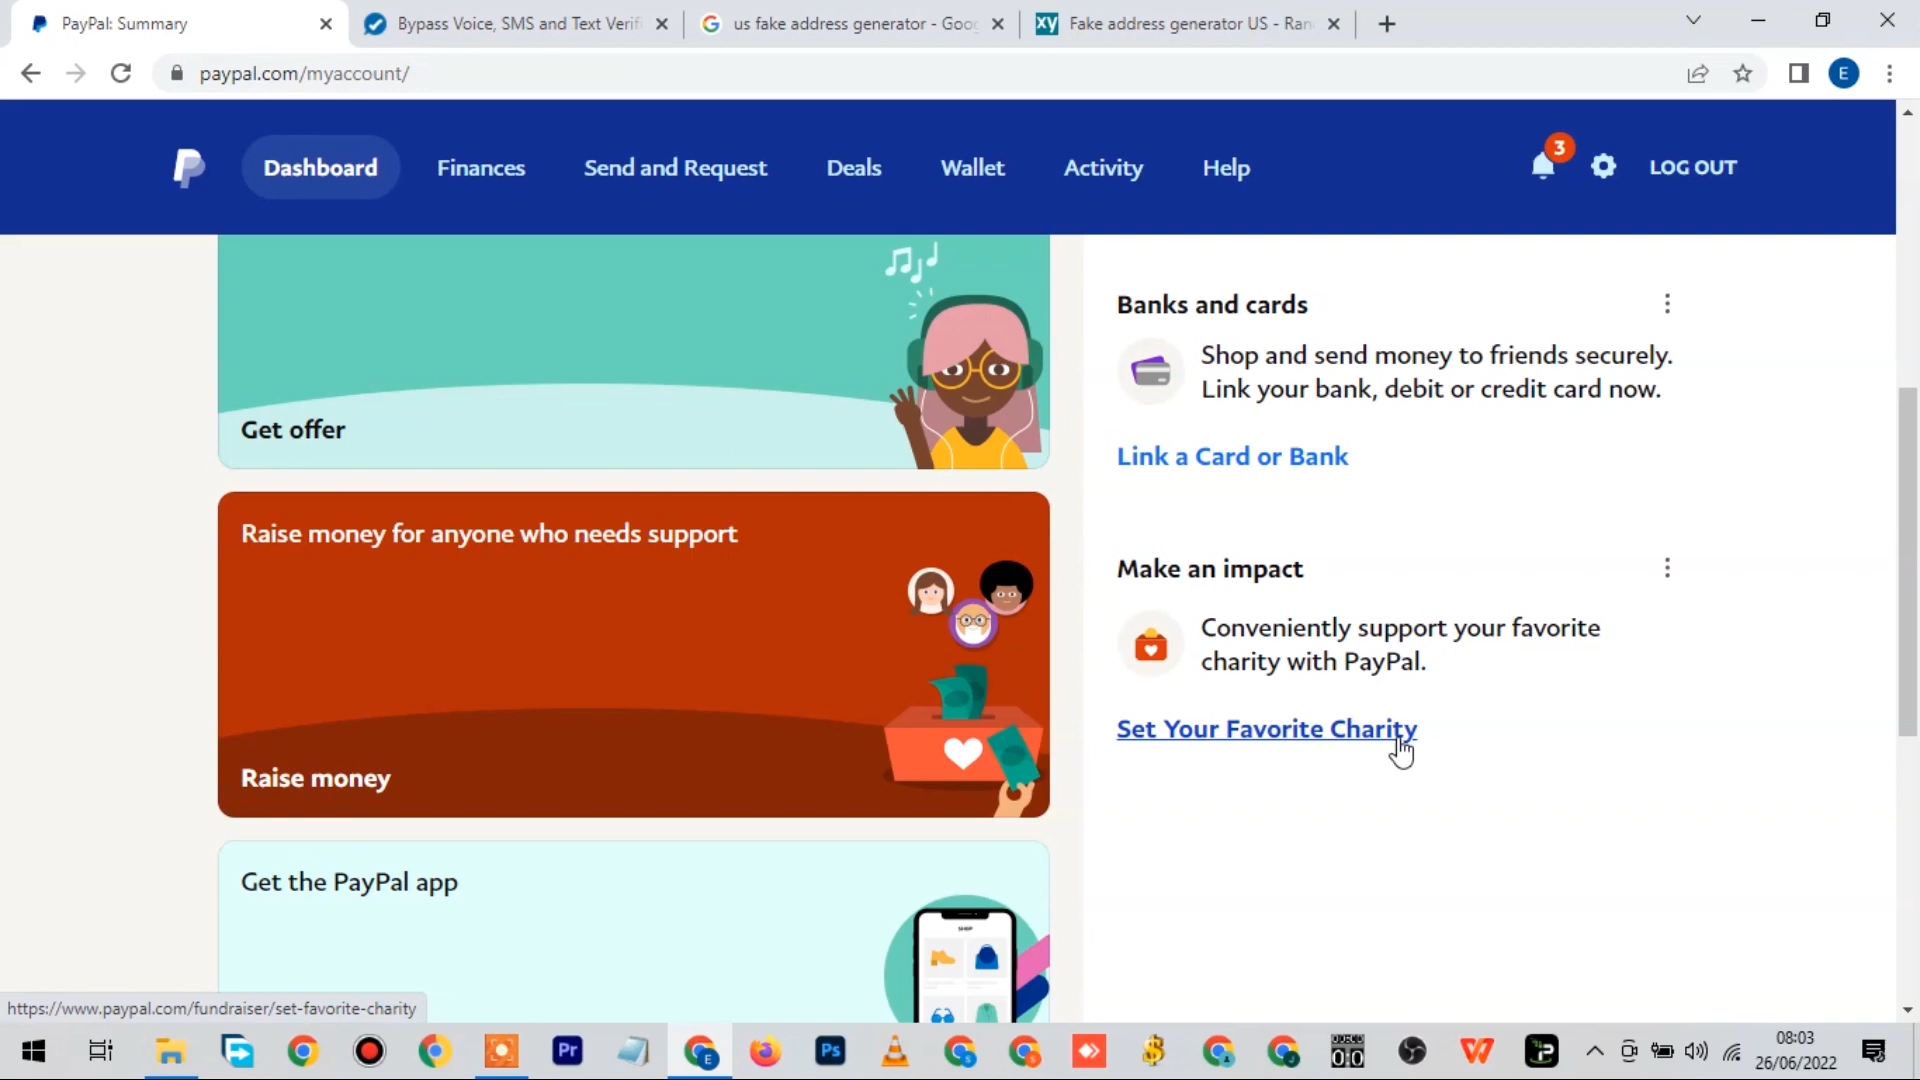 PayPal: Summary
Bypass Voice, SMS and Text Verifi
us fake address generator - Goog
Fake address generator US - Ran
paypal.com/myaccount/
E
Dashboard
Finances
Send and Request
Deals
Wallet
Activity
Help
3
LOG OUT
Get offer
Banks and cards
Shop and send money to friends securely.
Link your bank, debit or credit card now.
Link a Card or Bank
Raise money for anyone who needs support
Raise money
Make an impact
Conveniently support your favorite
charity with PayPal.
Set Your Favorite Charity
Get the PayPal app
SHOP
https://www.paypal.com/fundraiser/set-favorite-charity
08:03
26/06/2022